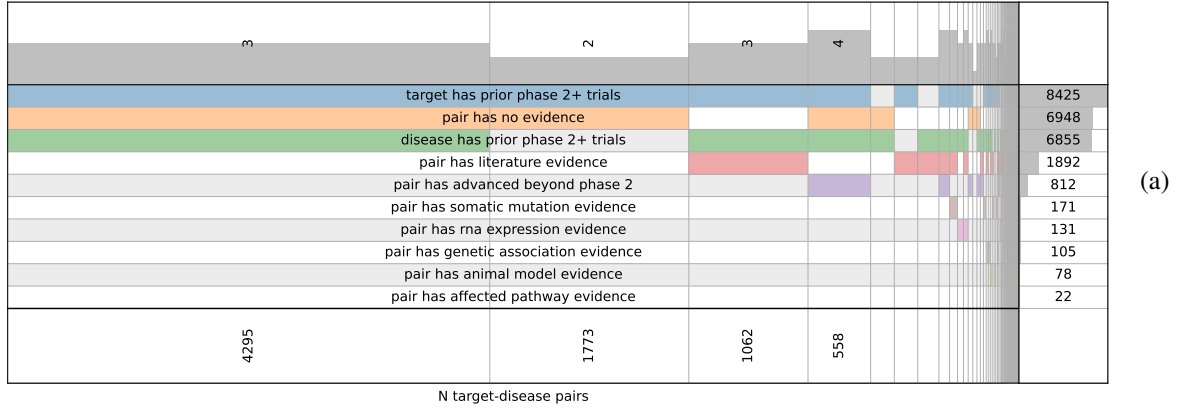 3 2 3 4
target has prior phase 2+ trials 8425
pair has no evidence 6948
disease has prior phase 2+ trials 6855
pair has literature evidence 1892
(a)
pair has advanced beyond phase 2 812
pair has somatic mutation evidence 171
pair has rna expression evidence 131
pair has genetic association evidence 105
pair has animal model evidence 78
pair has affected pathway evidence 22
4295 1773 1062 558
N target-disease pairs